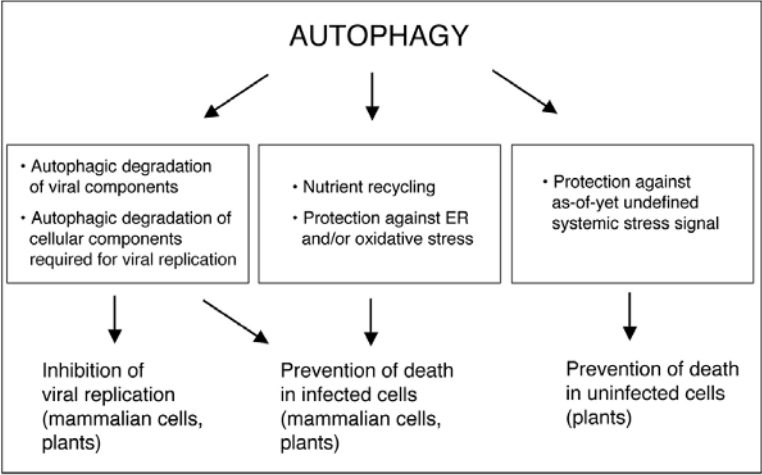 AUTOPHAGY
• Autophagic degradation
of viral components
• Autophagic degradation of
cellular components
required for viral replication
• Nutrient recycling
• Protection against ER
and/or oxidative stress
• Protection against
as-of-yet undefined
systemic stress signal
Inhibition of
viral replication
(mammalian cells,
plants)
Prevention of death
in infected cells
(mammalian cells,
plants)
Prevention of death
in uninfected cells
(plants)